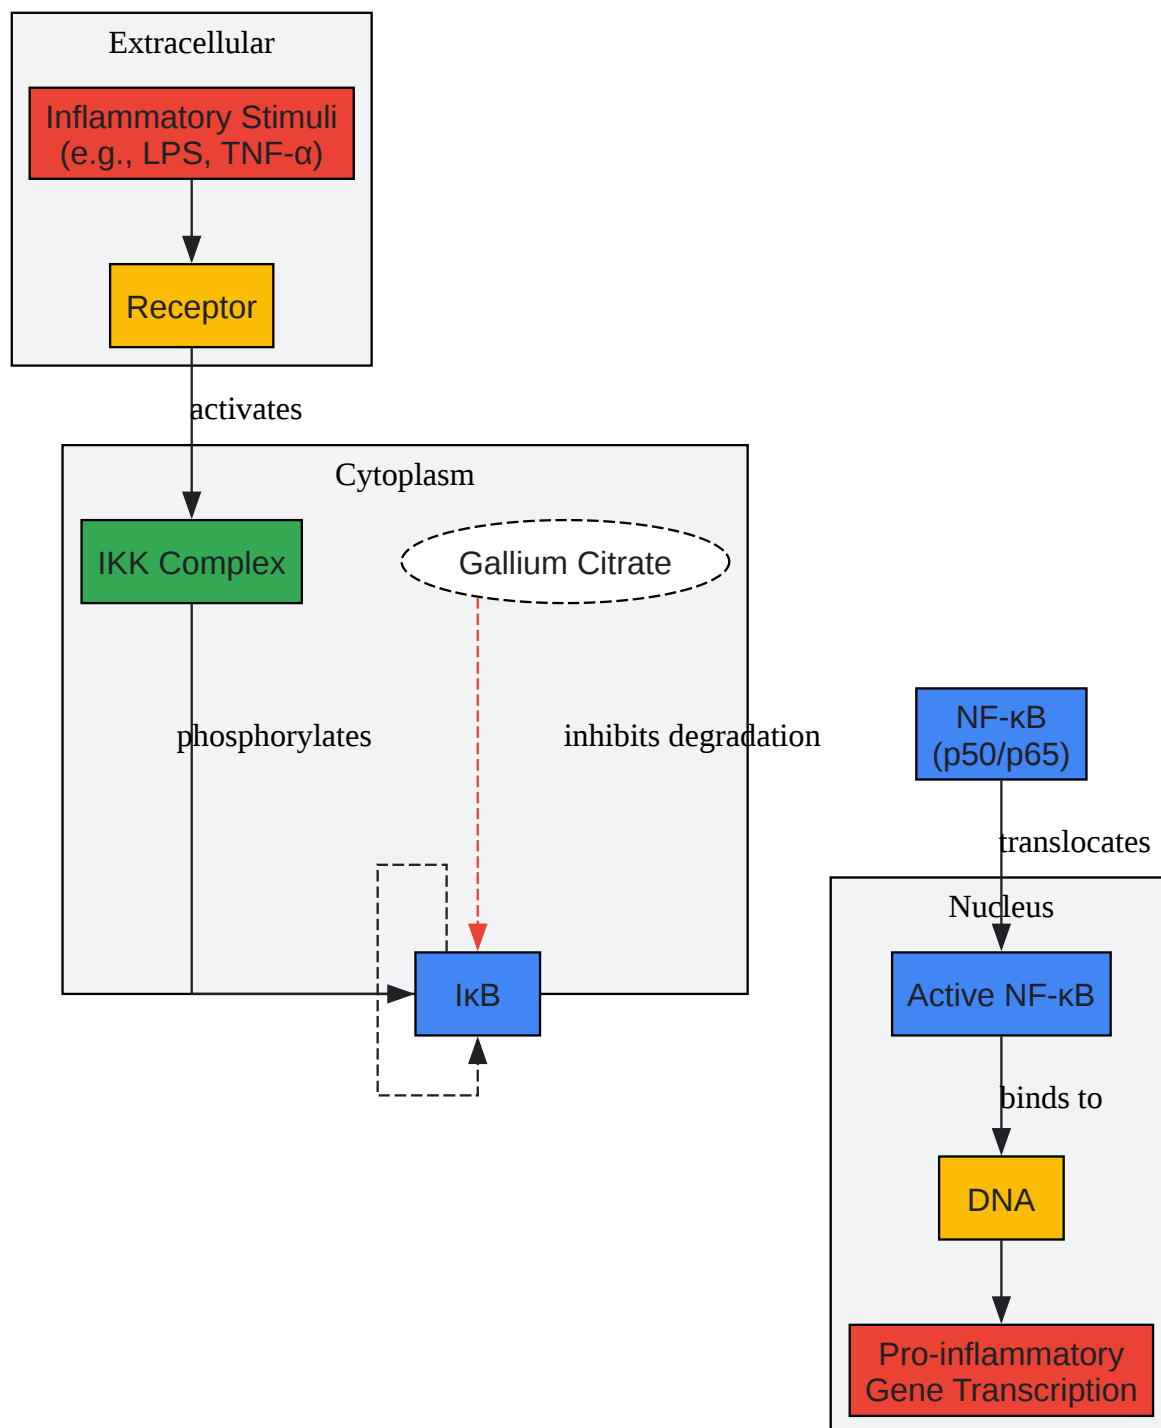 Extracellular
Inflammatory Stimuli
(e.g., LPS, TNF-α)
Receptor
activates
Cytoplasm
IKK Complex
Gallium Citrate
phosphorylates
inhibits degradation
IκB
NF-κB
(p50/p65)
translocates
Nucleus
Active NF-κB
binds to
DNA
Pro-inflammatory
Gene Transcription